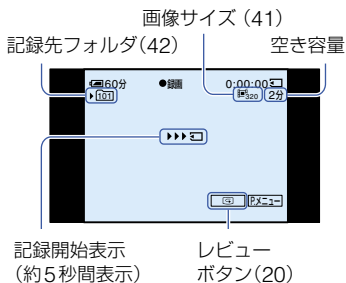 画像サイズ（41）
記録先フォルダ（42）
空き容量
60分
●録画
0:00:00
101
320
2分
Pメニュー
記録開始表示
（約5秒間表示）
レビュー
ボタン（20）